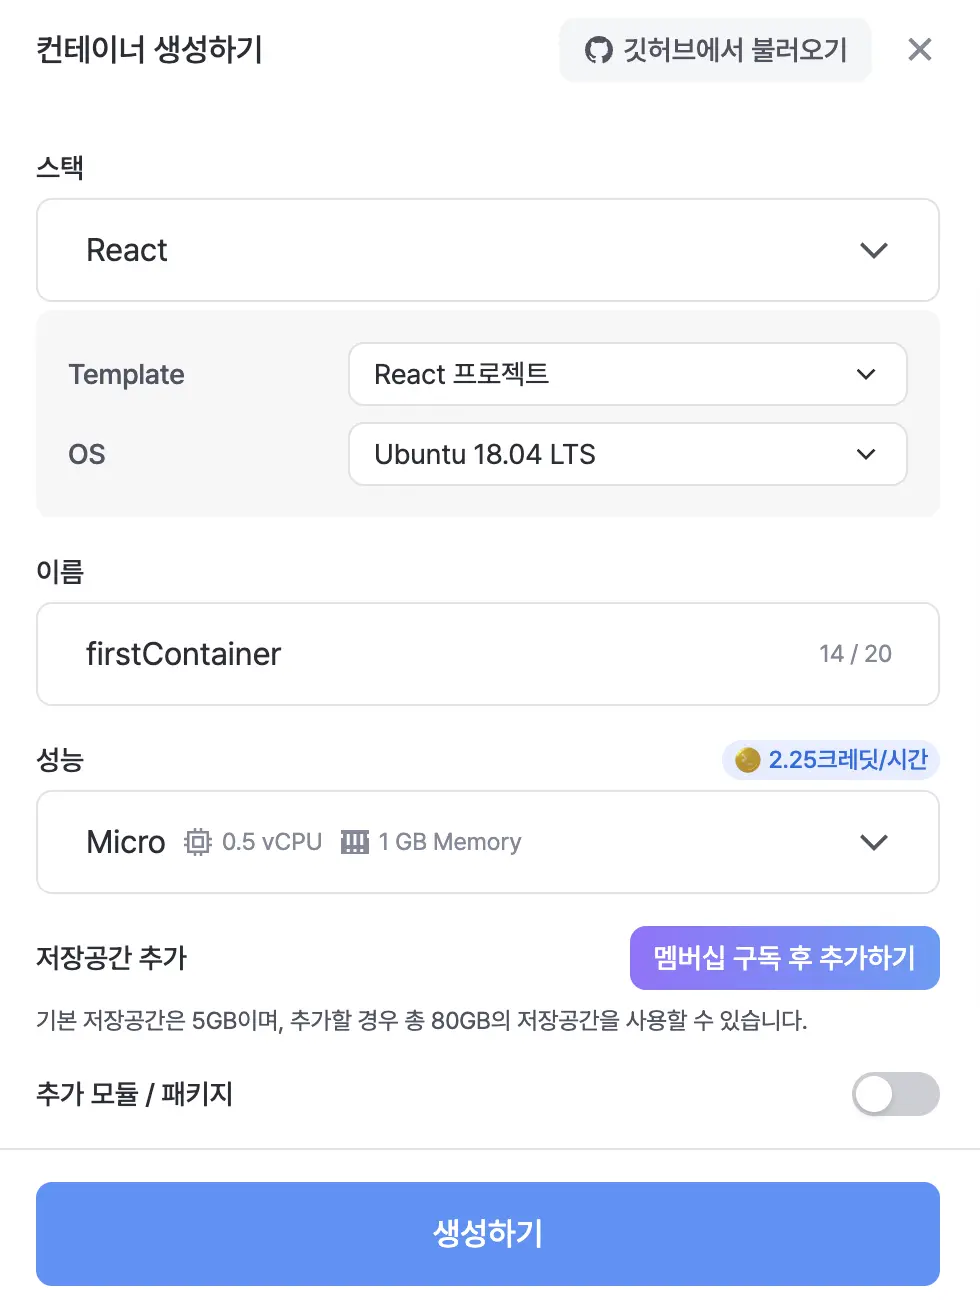 컨테이너 생성하기
깃허브에서 불러오기
스택
React
Template
React 프로젝트
OS
Ubuntu 18.04 LTS
이름
firstContainer
14 / 20
성능
2.25크레딧/시간
Micro 0.5 vCPU 1 GB Memory
저장공간 추가
멤버십 구독 후 추가하기
기본 저장공간은 5GB이며, 추가할 경우 총 80GB의 저장공간을 사용할 수 있습니다.
추가 모듈 / 패키지
생성하기